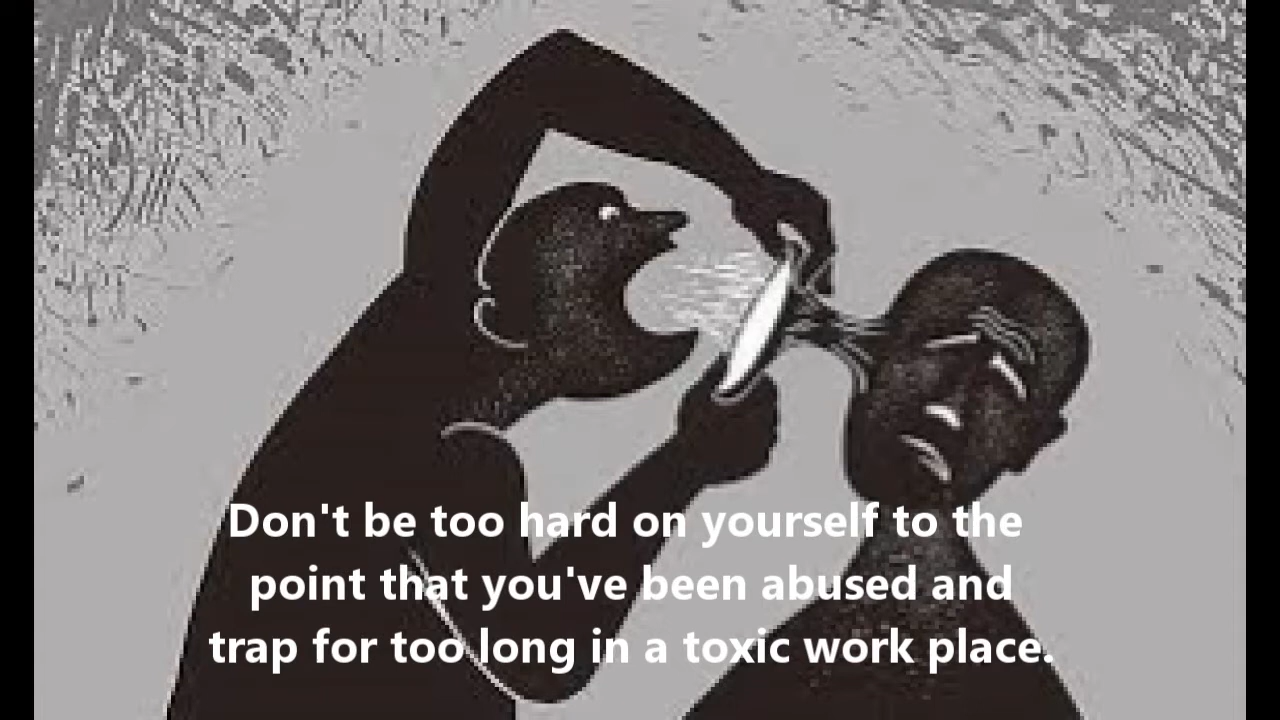 Don't be too hard on yourself to the
point that you've been abused and
trap for too long in a toxic work place.